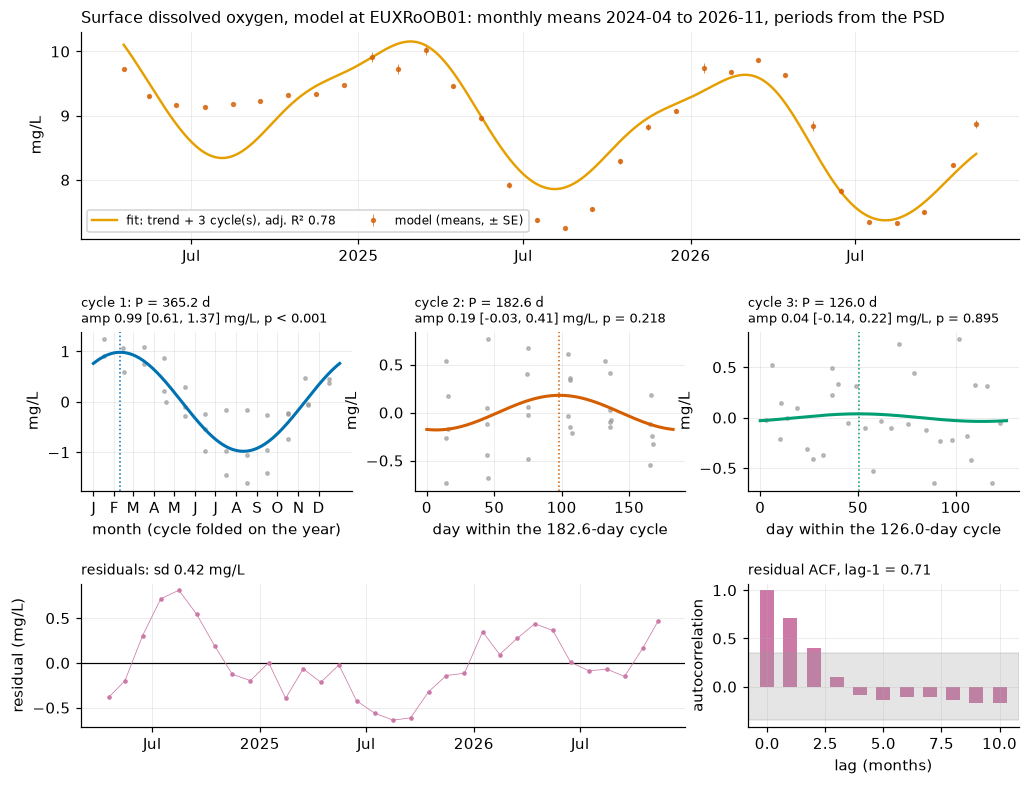 Surface dissolved oxygen, model at EUXRoOB01: monthly means 2024-04 to 2026-11, periods from the PSD
mg/L
10
9
8
fit: trend + 3 cycle(s), adj. R² 0.78
model (means, ± SE)
Jul
2025
Jul
2026
Jul
cycle 1: P = 365.2 d
amp 0.99 [0.61, 1.37] mg/L, p < 0.001
mg/L
1
0
−1
J F M A M J J A S O N D
month (cycle folded on the year)
cycle 2: P = 182.6 d
amp 0.19 [-0.03, 0.41] mg/L, p = 0.218
mg/L
0.5
0.0
−0.5
0 50 100 150
day within the 182.6-day cycle
cycle 3: P = 126.0 d
amp 0.04 [-0.14, 0.22] mg/L, p = 0.895
mg/L
0.5
0.0
−0.5
0 50 100
day within the 126.0-day cycle
residuals: sd 0.42 mg/L
residual (mg/L)
0.5
0.0
−0.5
Jul
2025
Jul
2026
Jul
residual ACF, lag-1 = 0.71
autocorrelation
1.0
0.5
0.0
0.0 2.5 5.0 7.5 10.0
lag (months)